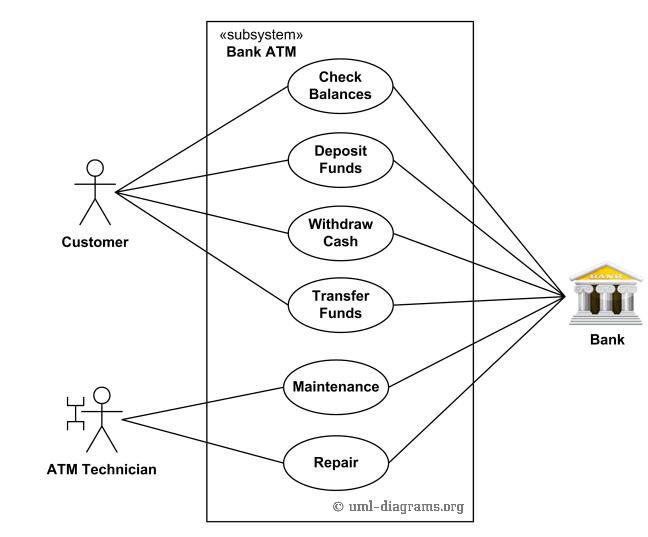 «subsystem»
Bank ATM
Check
Balances
Deposit
Funds
Withdraw
Cash
Customer
Transfer
Funds
BANK
Bank
Maintenance
ATM Technician
Repair
© uml-diagrams.org